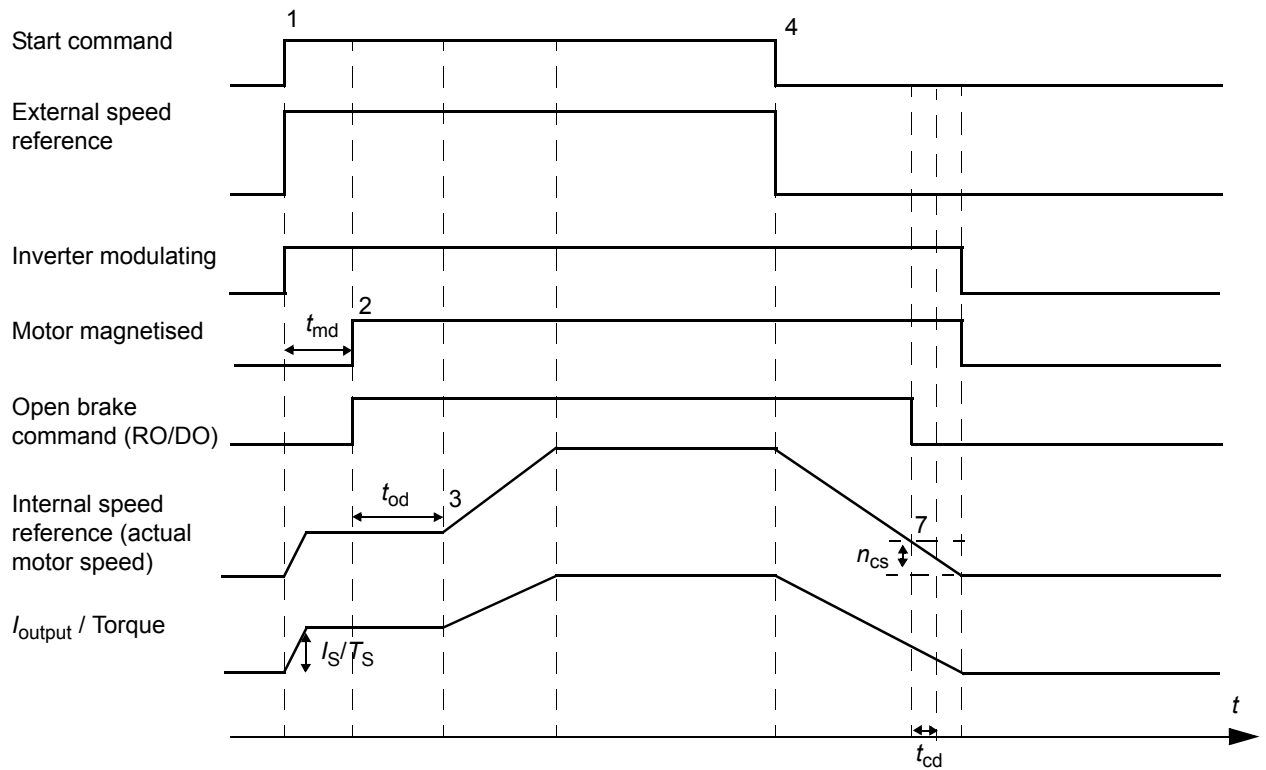 1
4
Start command
External speed
reference
Inverter modulating
2
Motor magnetised
tmd
Open brake
command (RO/DO)
tod
3
Internal speed
reference (actual
motor speed)
7
ncs
Ioutput / Torque
IS/TS
t
tcd